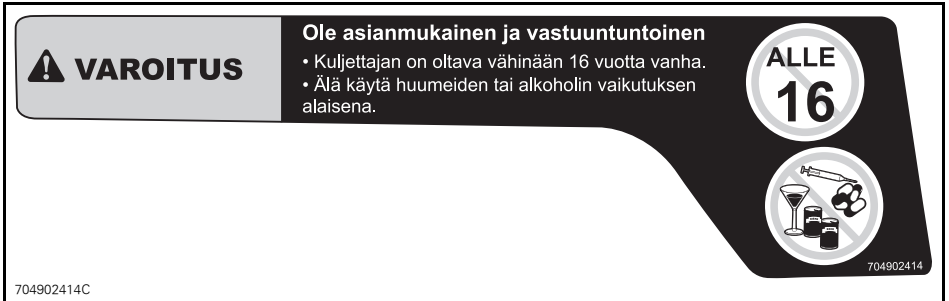 VAROITUS
Ole asianmukainen ja vastuuntuntoinen
• Kuljettajan on oltava vähinään 16 vuotta vanha.
• Älä käytä huumeiden tai alkoholin vaikutuksen
alaisena.
ALLE
16
704902414
704902414C